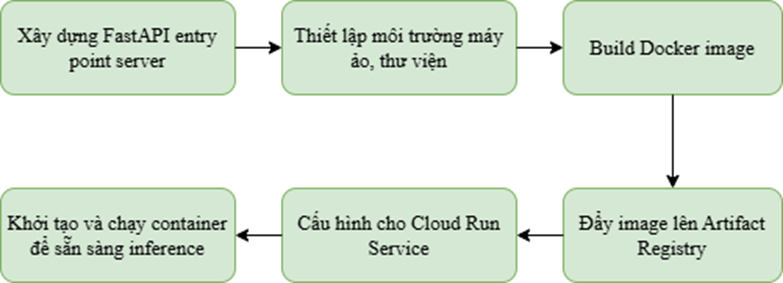 Xây dựng FastAPI entry
point server
Thiết lập môi trường máy
ảo, thư viện
Build Docker image
Đẩy image lên Artifact
Registry
Cấu hình cho Cloud Run
Service
Khởi tạo và chạy container
để sẵn sàng inference